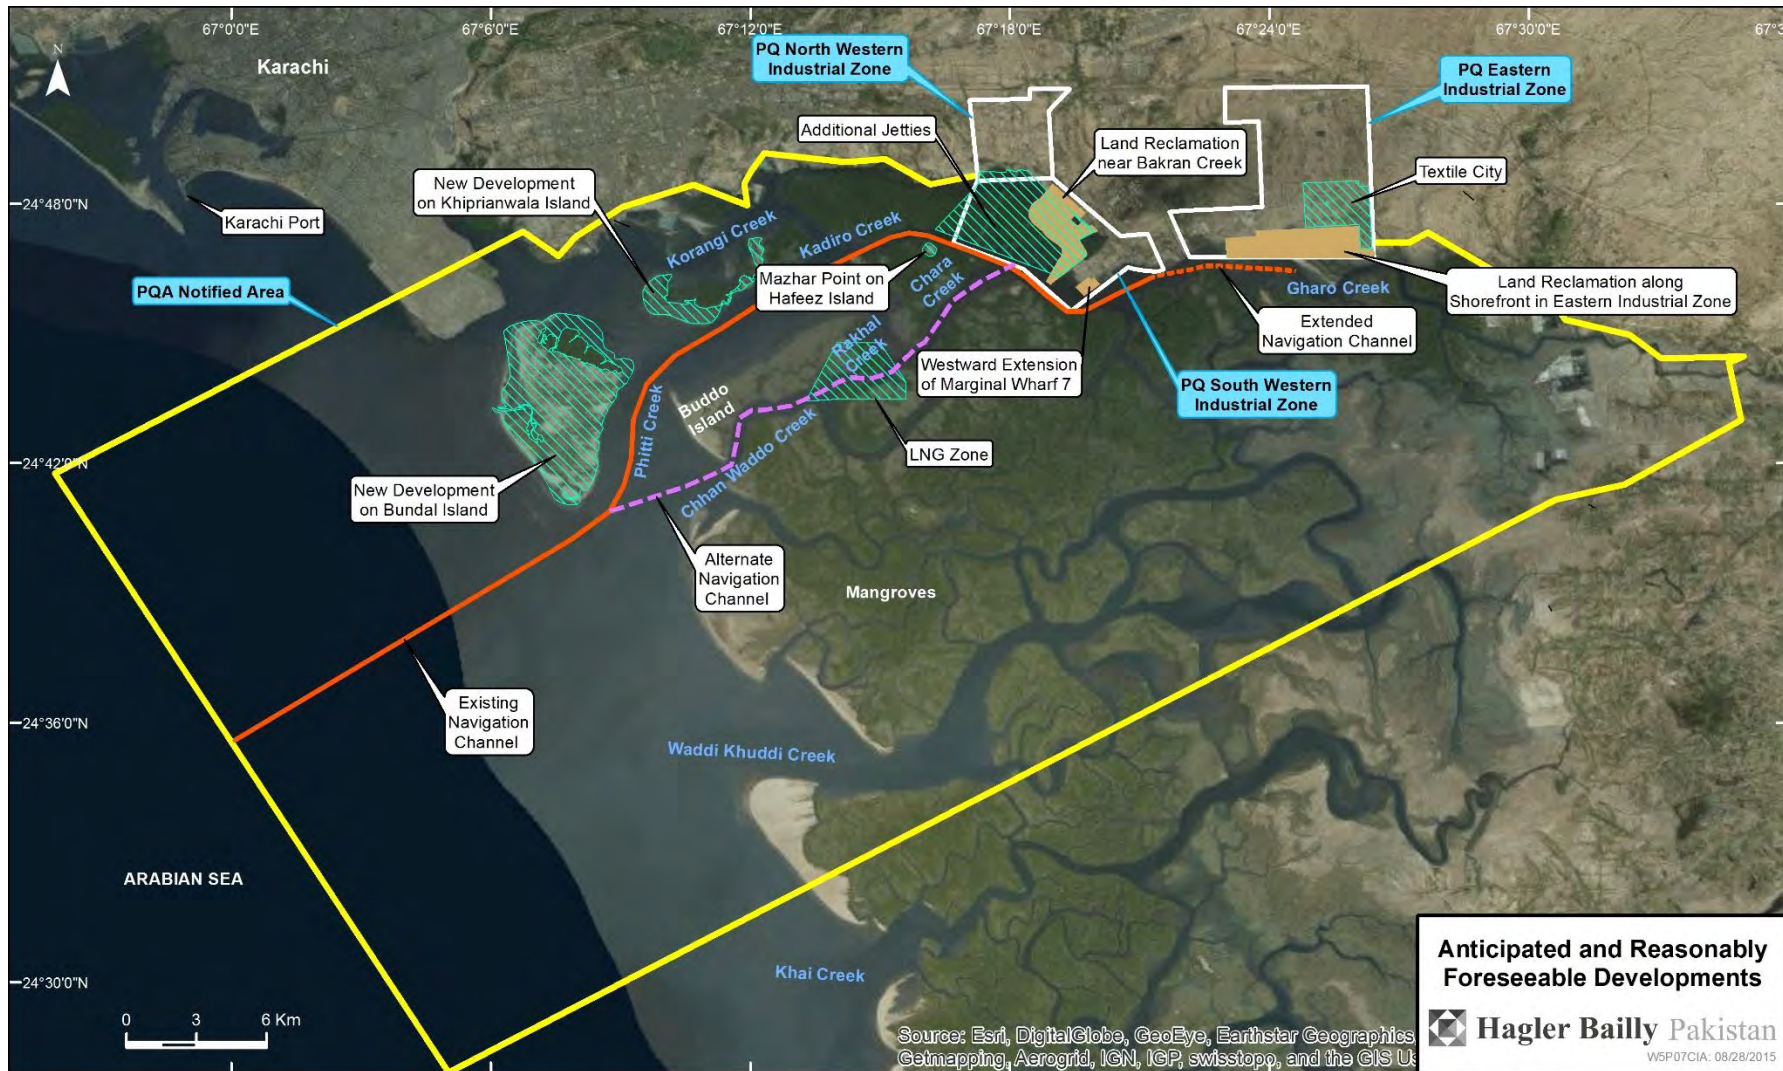 67°0'0"E
67°6'0"E
67°12'0"E
67°18'0"E
67°24'0"E
67°30'0"E
N
Karachi
PQ North Western
Industrial Zone
PQ Eastern
Industrial Zone
Additional Jetties
Land Reclamation
near Bakran Creek
Textile City
New Development
on Khiprianwala Island
24°48'0"N
Karachi Port
Korangi Creek
Kadiro Creek
Mazhar Point on
Hafeez Island
Chara
Creek
PQA Notified Area
Gharo Creek
Land Reclamation along
Shorefront in Eastern Industrial Zone
Extended
Navigation Channel
Rakhal
Creek
Westward Extension
of Marginal Wharf 7
PQ South Western
Industrial Zone
Buddo
Island
Phitti Creek
Chhan Waddo Creek
LNG Zone
24°42'0"N
New Development
on Bundal Island
Alternate
Navigation
Channel
Mangroves
Existing
Navigation
Channel
24°36'0"N
Waddi Khuddi Creek
ARABIAN SEA
Khai Creek
24°30'0"N
0 3 6 Km
Anticipated and Reasonably
Foreseeable Developments
Hagler Bailly Pakistan
W5P07CIA: 08/28/2015
Source: Esri, DigitalGlobe, GeoEye, Earthstar Geographics,
Getmapping, Aerogrid, IGN, IGP, swisstopo, and the GIS